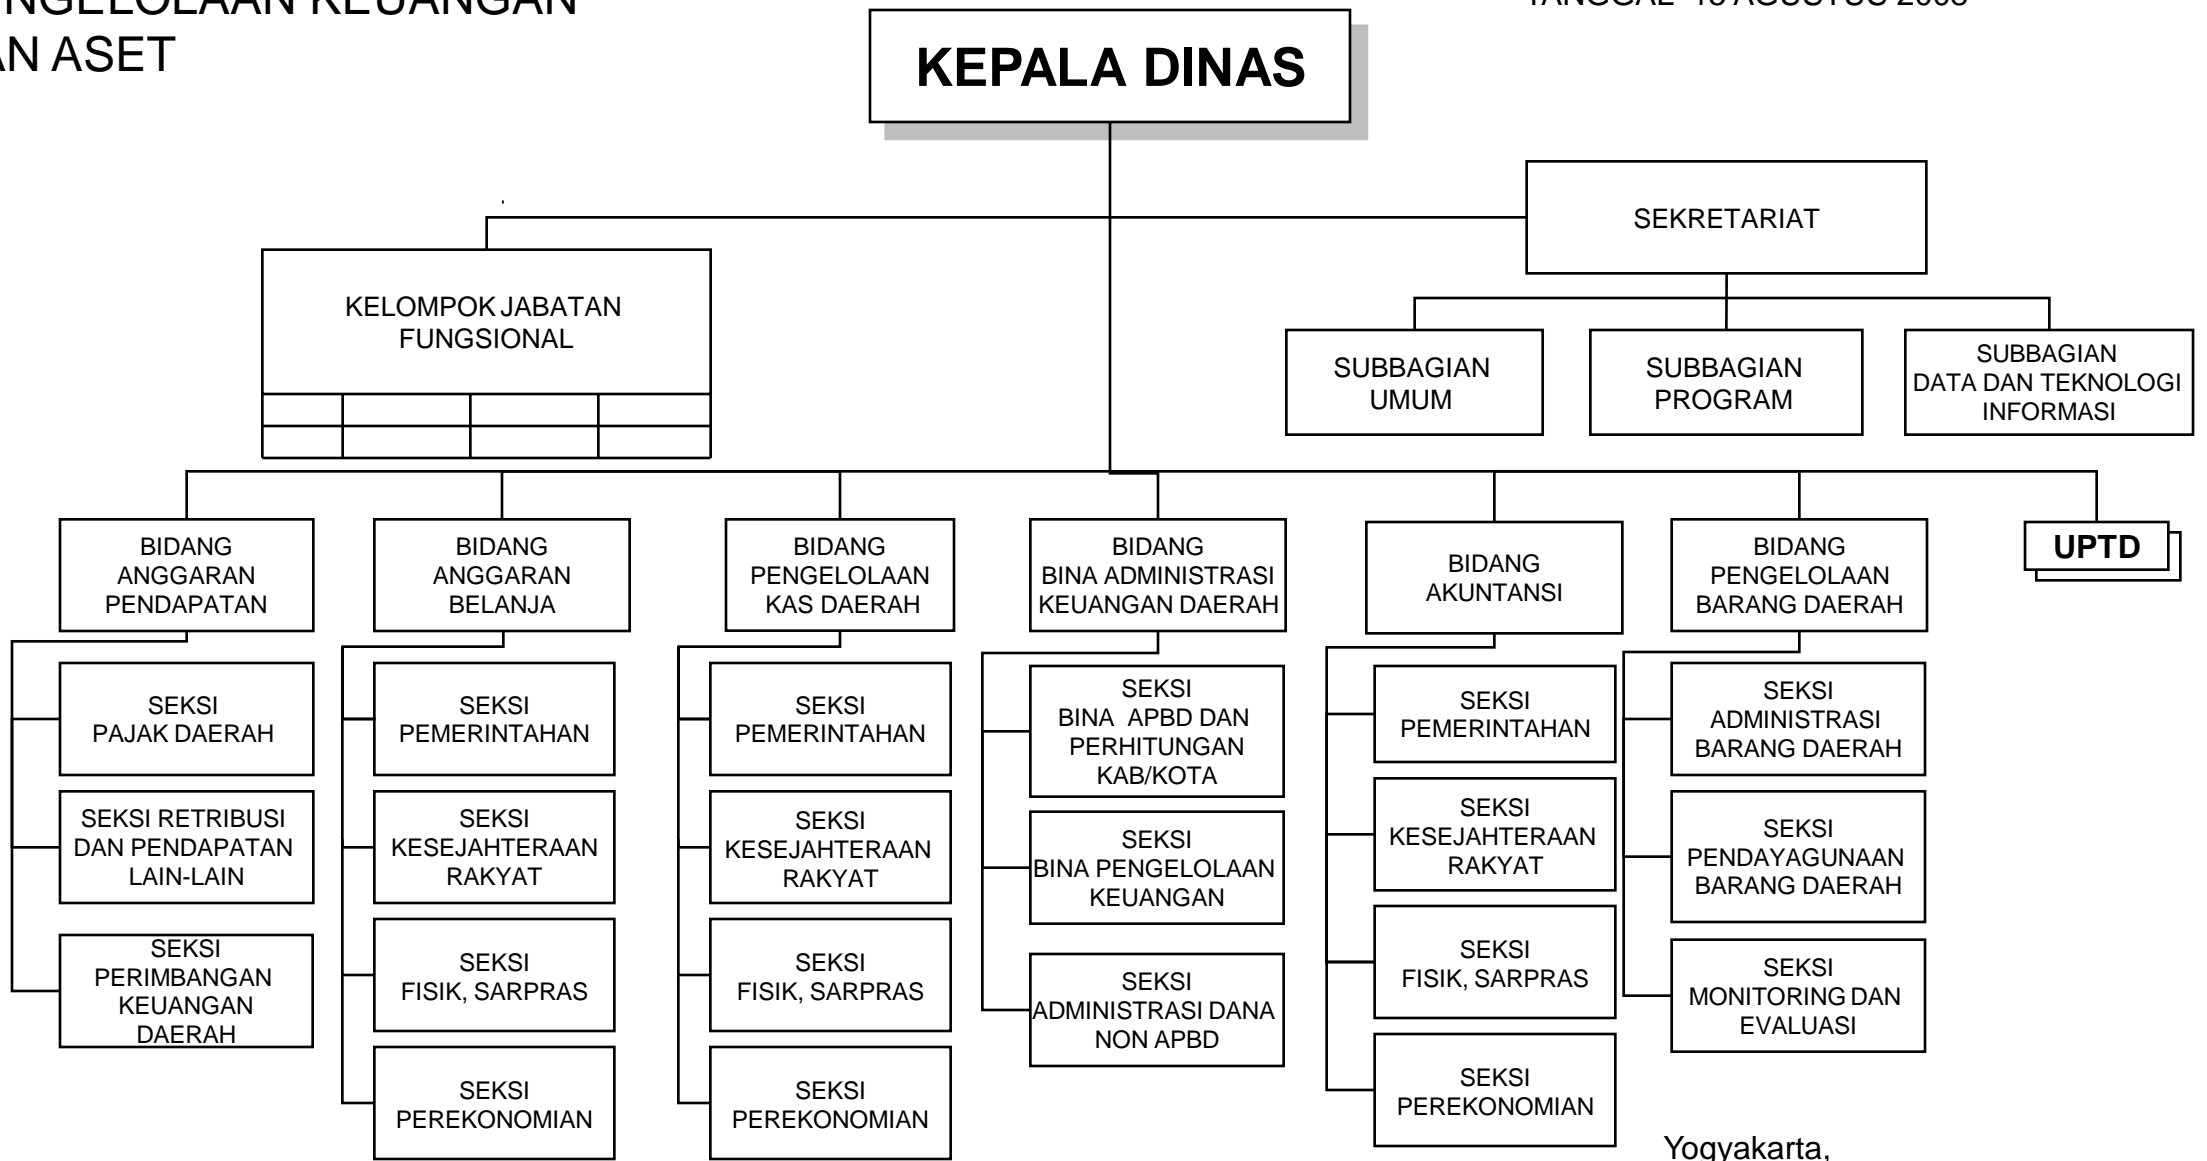 NGELOLAAN KEUANGAN
AN ASET
KEPALA DINAS
SEKRETARIAT
KELOMPOK JABATAN
FUNGSIONAL
SUBBAGIAN
UMUM
SUBBAGIAN
PROGRAM
SUBBAGIAN
DATA DAN TEKNOLOGI
INFORMASI
BIDANG
ANGGARAN
PENDAPATAN
BIDANG
ANGGARAN
BELANJA
BIDANG
PENGELOLAAN
KAS DAERAH
BIDANG
BINA ADMINISTRASI
KEUANGAN DAERAH
BIDANG
AKUNTANSI
BIDANG
PENGELOLAAN
BARANG DAERAH
UPTD
SEKSI
PAJAK DAERAH
SEKSI RETRIBUSI
DAN PENDAPATAN
LAIN-LAIN
SEKSI
PERIMBANGAN
KEUANGAN
DAERAH
SEKSI
PEMERINTAHAN
SEKSI
KESEJAHTERAAN
RAKYAT
SEKSI
FISIK, SARPRAS
SEKSI
PEREKONOMIAN
SEKSI
PEMERINTAHAN
SEKSI
KESEJAHTERAAN
RAKYAT
SEKSI
FISIK, SARPRAS
SEKSI
PEREKONOMIAN
SEKSI
BINA APBD DAN
PERHITUNGAN
KAB/KOTA
SEKSI
BINA PENGELOLAAN
KEUANGAN
SEKSI
ADMINISTRASI DANA
NON APBD
SEKSI
PEMERINTAHAN
SEKSI
KESEJAHTERAAN
RAKYAT
SEKSI
FISIK, SARPRAS
SEKSI
PEREKONOMIAN
SEKSI
ADMINISTRASI
BARANG DAERAH
SEKSI
PENDAYAGUNAAN
BARANG DAERAH
SEKSI
MONITORING DAN
EVALUASI
Yogyakarta,